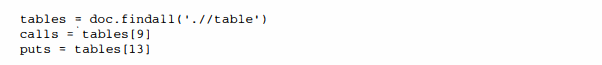 tables = doc.findall('.//table')
calls = tables[9]
puts = tables[13]